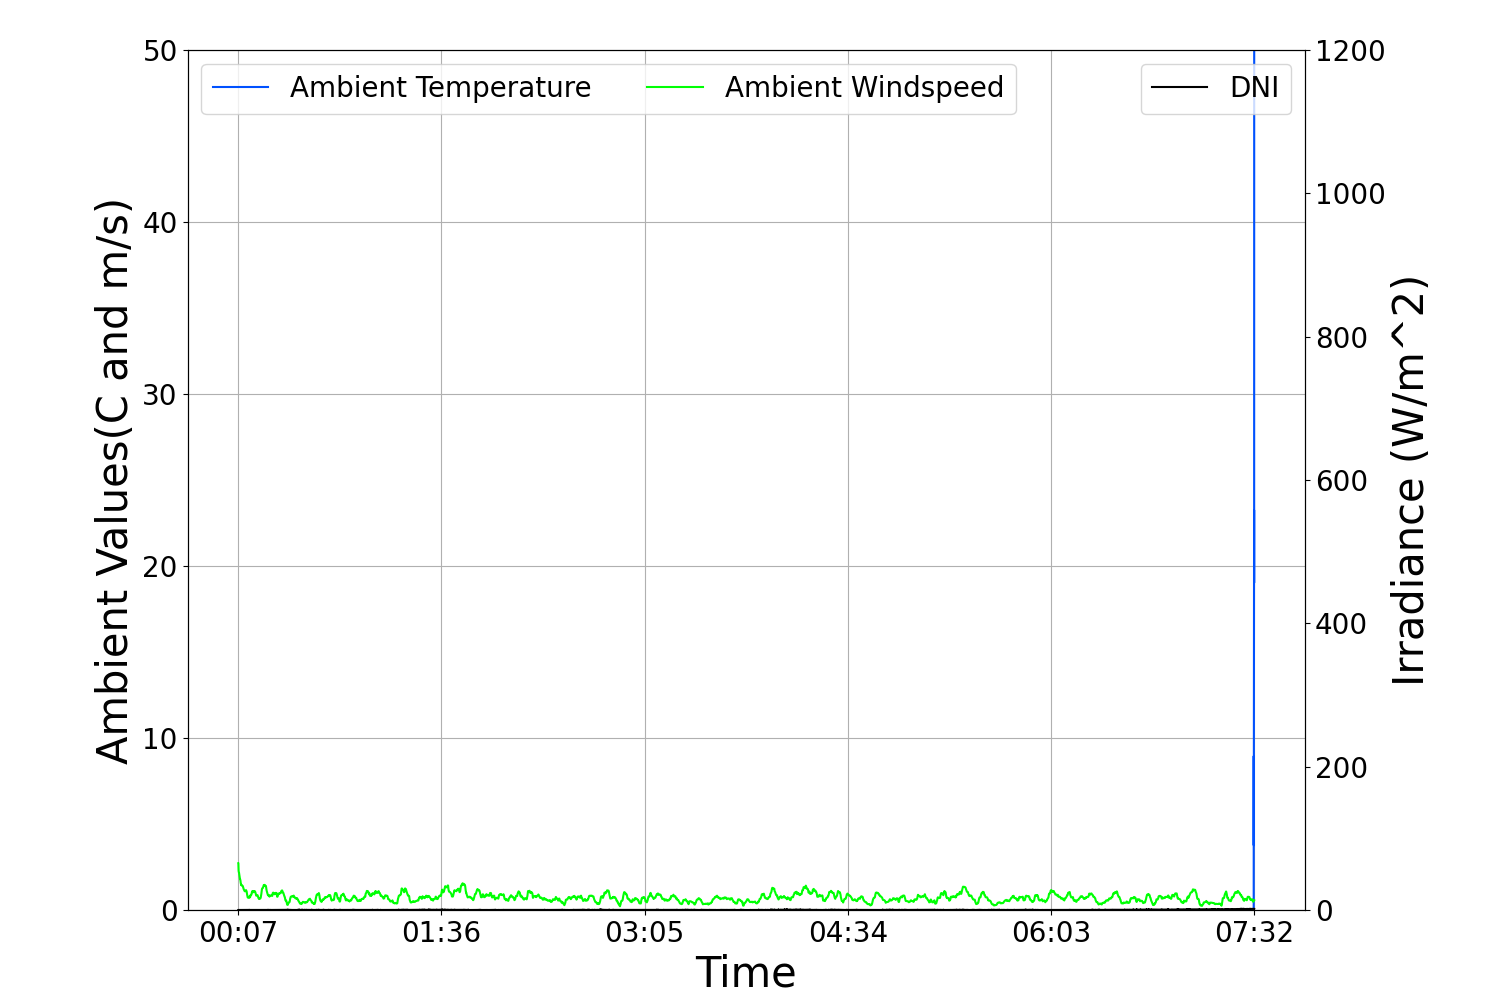 Ambient Temperature
Ambient Windspeed
DNI
Ambient Values(C and m/s)
50
40
30
20
10
0
1200
1000
800
600
400
200
0
Irradiance (W/m^2)
00:07 01:36 03:05 04:34 06:03 07:32
Time